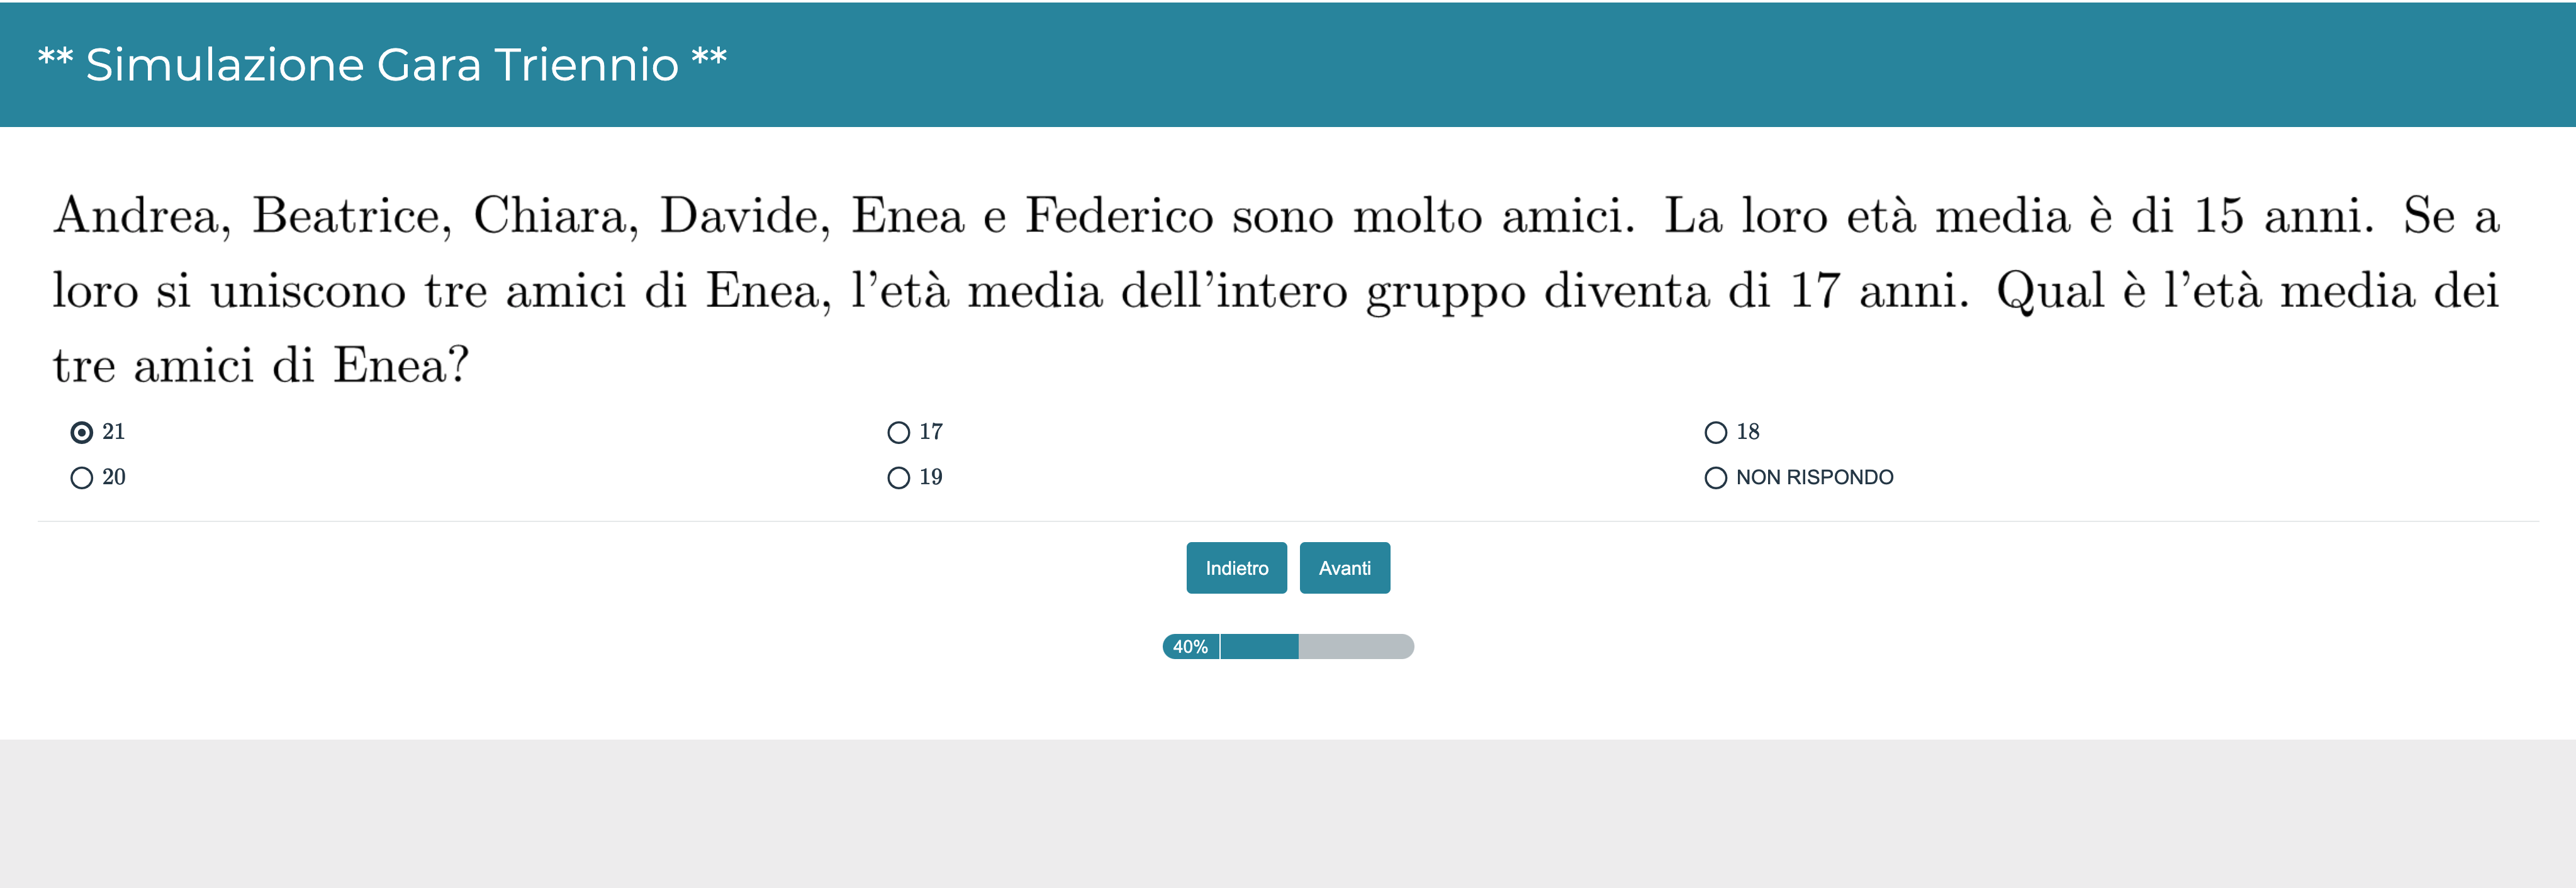 ** Simulazione Gara Triennio **
Andrea, Beatrice, Chiara, Davide, Enea e Federico sono molto amici. La loro età media è di 15 anni. Se a
loro si uniscono tre amici di Enea, l'età media dell'intero gruppo diventa di 17 anni. Qual è l'età media dei
tre amici di Enea?
21
17
18
20
19
NON RISPONDO
Indietro
Avanti
40%